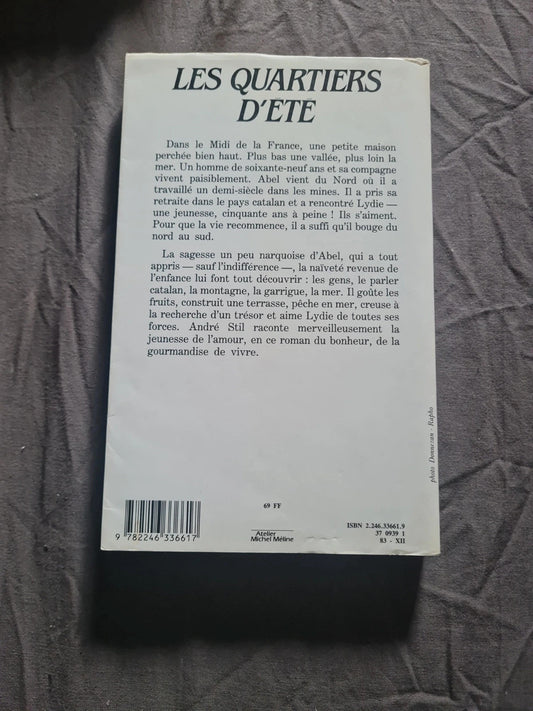 LES QUARTIERS
D'ETE
Dans le Midi de la France, une petite maison
perchée bien haut. Plus bas une vallée, plus loin la
mer. Un homme de soixante-neuf ans et sa compagne
vivent paisiblement. Abel vient du Nord où il a
travaillé un demi-siècle dans les mines. Il a pris sa
retraite dans le pays catalan et a rencontré Lydie —
une jeunesse, cinquante ans à peine ! Ils s'aiment.
Pour que la vie recommence, il a suffi qu'il bouge du
nord au sud.
La sagesse un peu narquoise d'Abel, qui a tout
appris — sauf l'indifférence —, la naïveté revenue de
l'enfance lui font tout découvrir : les gens, le parler
catalan, la montagne, la garrigue, la mer. Il goûte les
fruits, construit une terrasse, pêche en mer, creuse à
la recherche d'un trésor et aime Lydie de toutes ses
forces. André Stil raconte merveilleusement la
jeunesse de l'amour, en ce roman du bonheur, de la
gourmandise de vivre.
photo Donnezan - Rapho
69 FF
9 782246 336617
Atelier
Michel Méline
ISBN 2.246.33661.9
37 0939 1
83 - XII